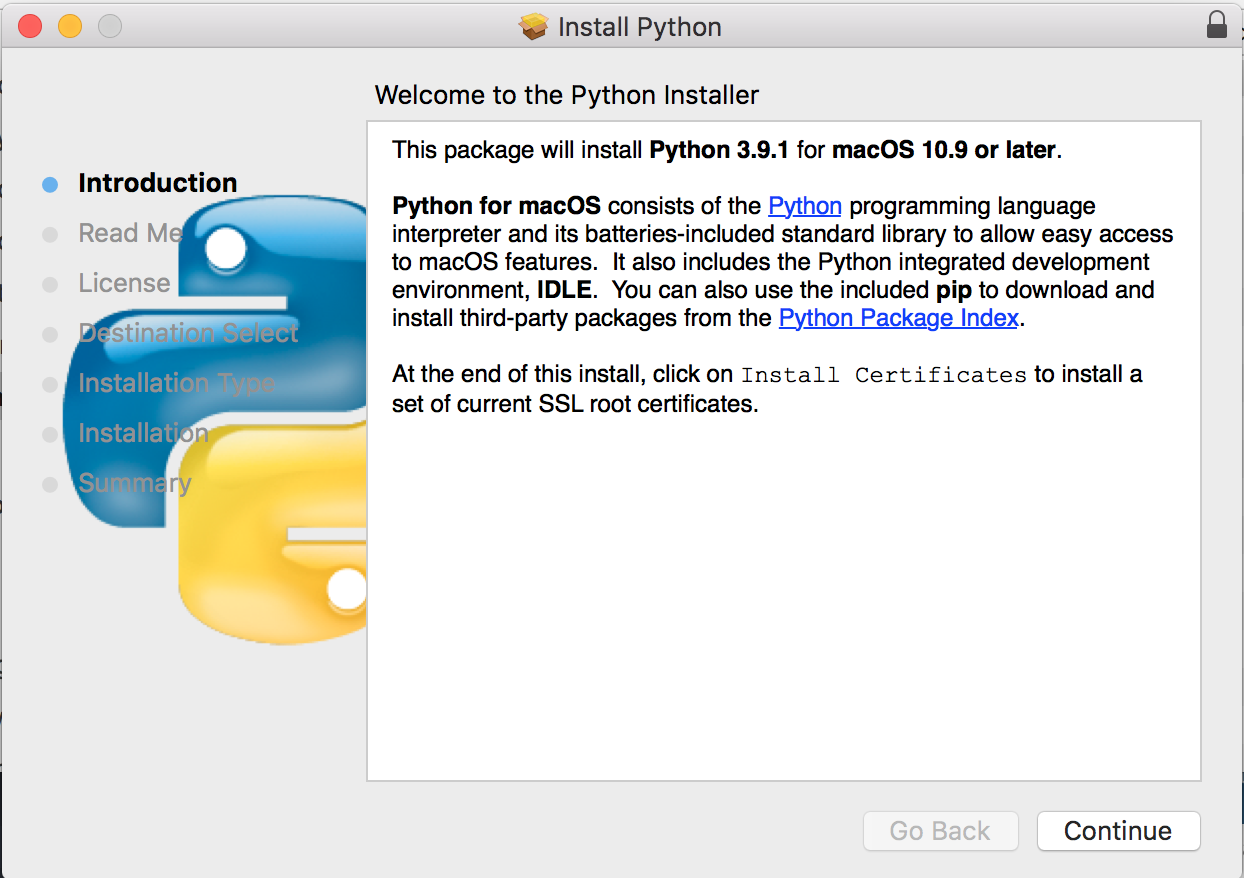 Install Python
Welcome to the Python Installer
Introduction
Read Me
License
Destination Select
Installation Type
Installation
Summary
This package will install Python 3.9.1 for macOS 10.9 or later.
Python for macOS consists of the Python programming language
interpreter and its batteries-included standard library to allow easy access
to macOS features. It also includes the Python integrated development
environment, IDLE. You can also use the included pip to download and
install third-party packages from the Python Package Index.
At the end of this install, click on Install Certificates to install a
set of current SSL root certificates.
Go Back
Continue